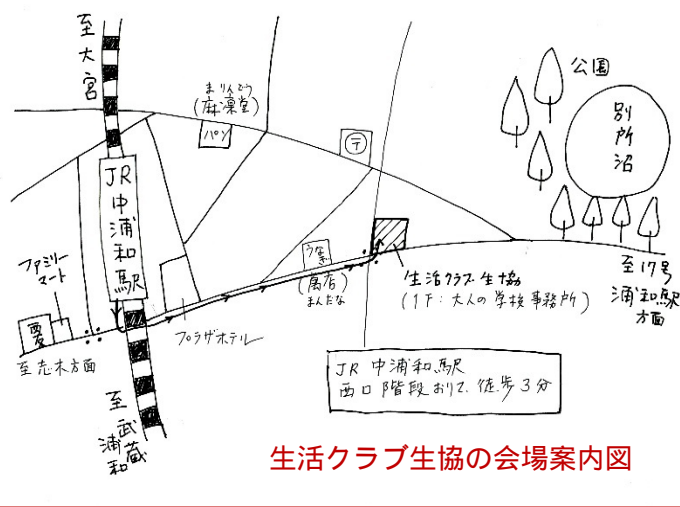 至大宮
まりんどう
(麻凜堂)
パン
〒
公園
別所沼
JR中浦和駅
ファミリー
マート
うなぎ
(萬店)
まんだな
生活クラブ生協
(1F:大人の学校事務所)
至17号
浦和駅
方面
プラザホテル
至志木方面
至武蔵
浦和
JR 中浦和駅
西口階段おりて 徒歩3分
生活クラブ生協の会場案内図